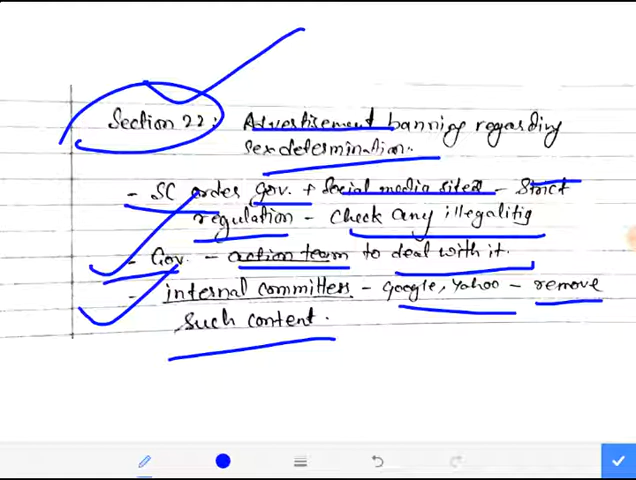 Section 22: Advertisement banning regarding
sex determination.
- SC order gov. + Social media sites - Strict
regulation - check any illegalitig
- Gov. - action team to deal with it.
- internal committees - Google, Yahoo - remove
such content.